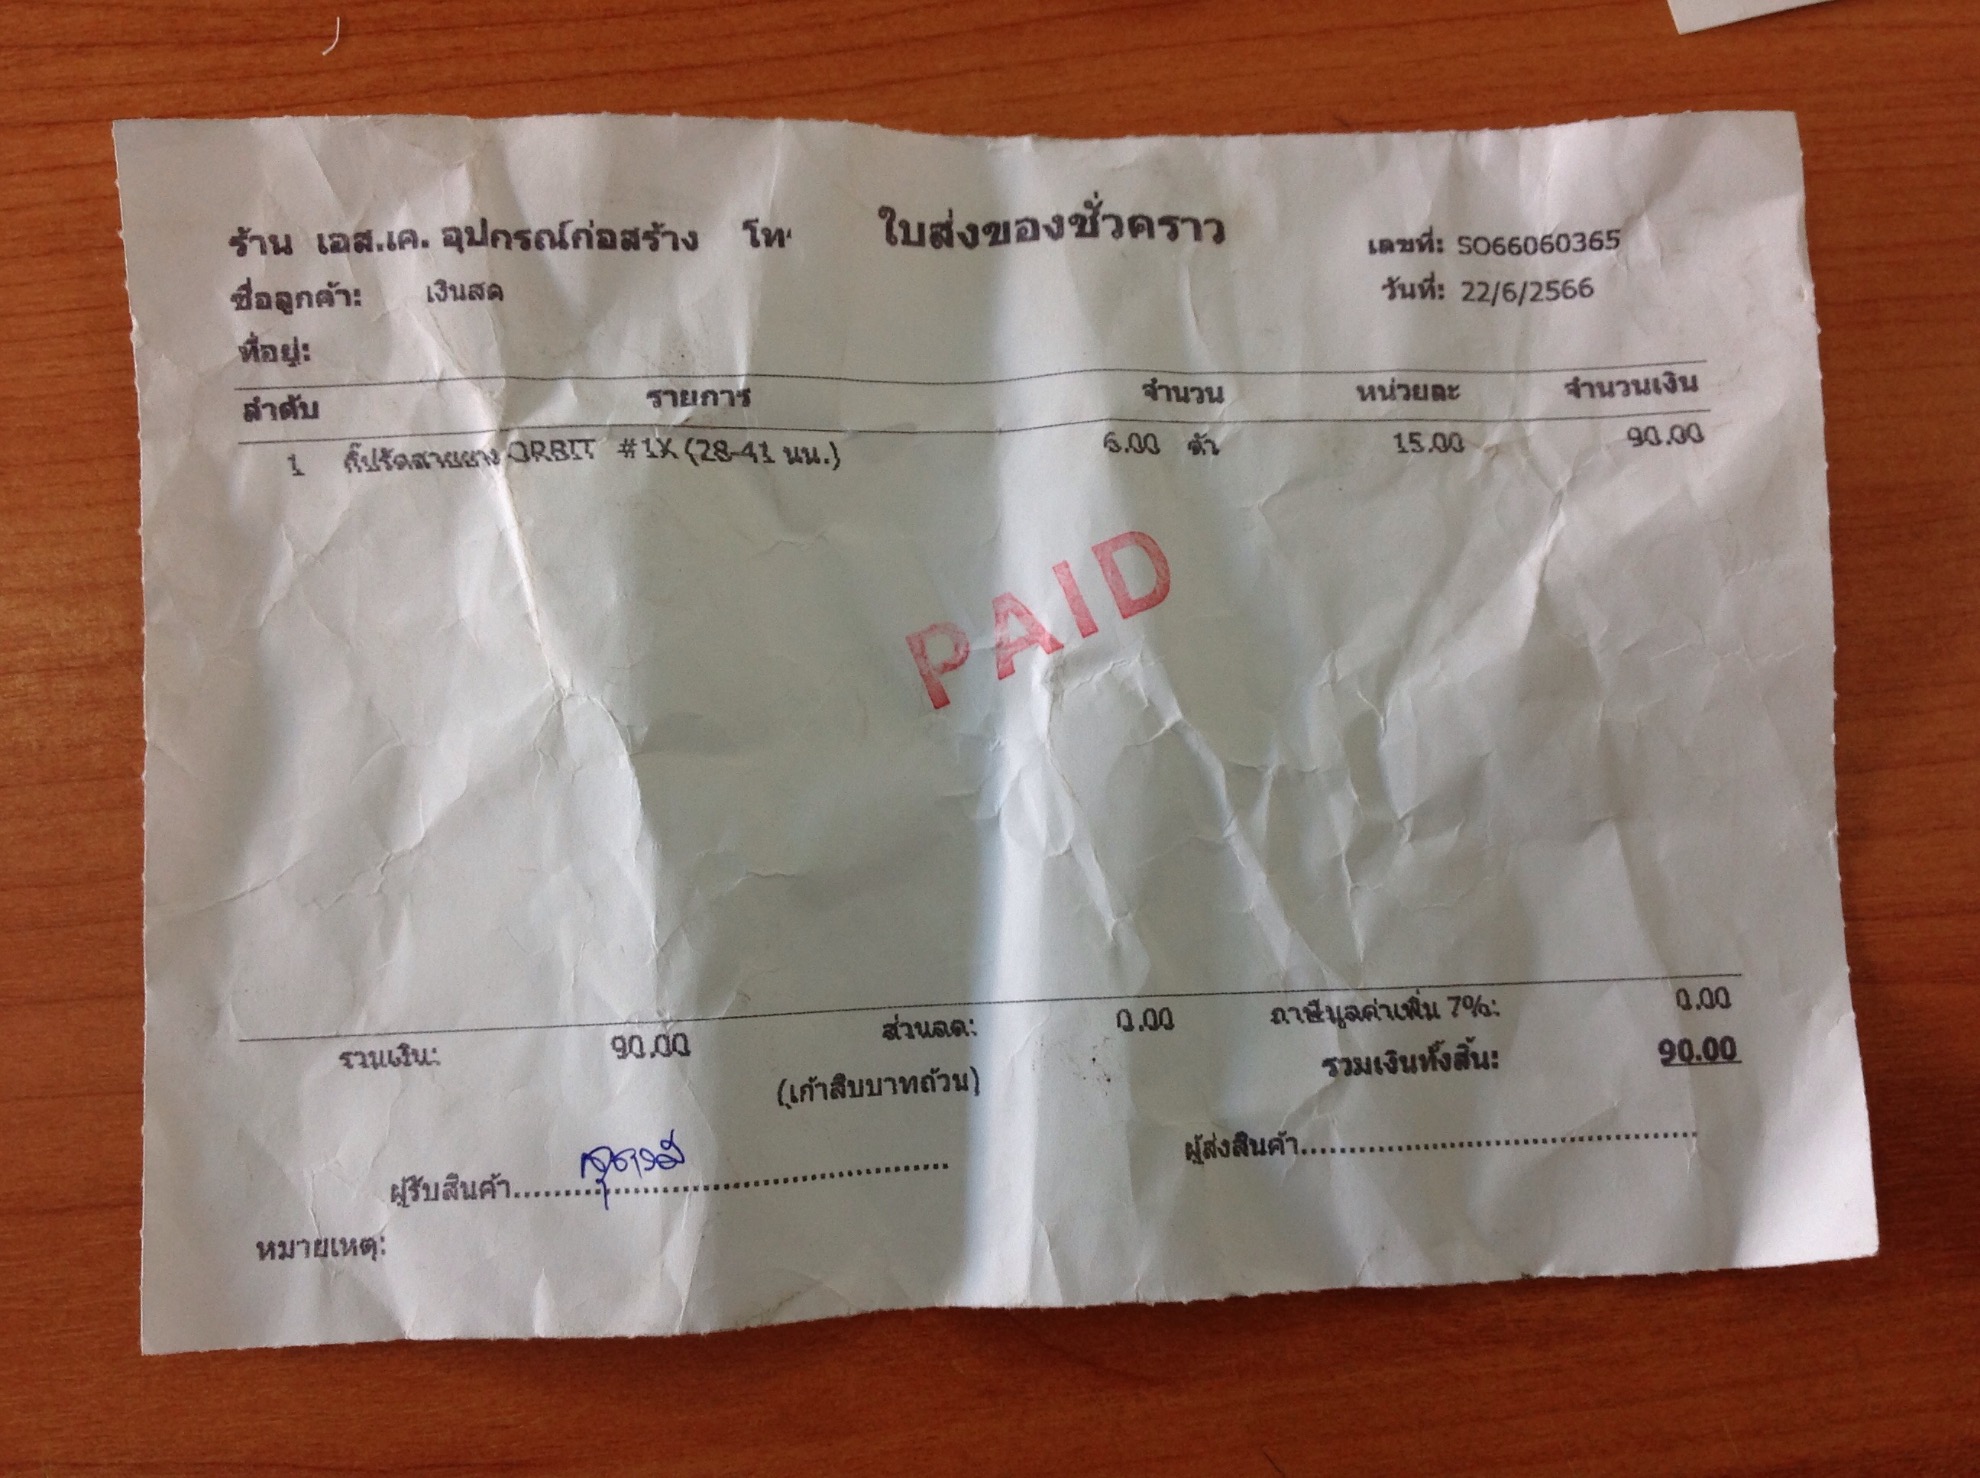 ร้าน เอส.เค. อุปกรณ์ก่อสร้าง โท ใบส่งของชั่วคราว เลขที่: SO66060365
ชื่อลูกค้า: เงินสด วันที่: 22/6/2566
ที่อยู่:
ลำดับ รายการ จำนวน หน่วยละ จำนวนเงิน
1 กิ๊ปรัดสายยาง ORBIT #1X (28-41 มม.) 6.00 ตัว 15.00 90.00
PAID
รวมเงิน: 90.00 ส่วนลด: 0.00 ภาษีมูลค่าเพิ่ม 7%: 0.00
(เก้าสิบบาทถ้วน) รวมเงินทั้งสิ้น: 90.00
ผู้รับสินค้า.......................................... ผู้ส่งสินค้า..........................................
หมายเหตุ: